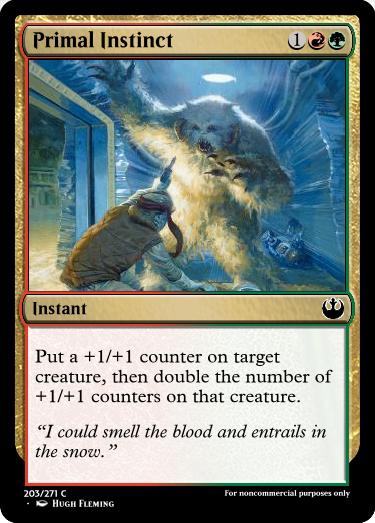 Primal Instinct
1
Instant
Put a +1/+1 counter on target
creature, then double the number of
+1/+1 counters on that creature.
“I could smell the blood and entrails in
the snow.”
203/271 C
For noncommercial purposes only
· Hugh Fleming